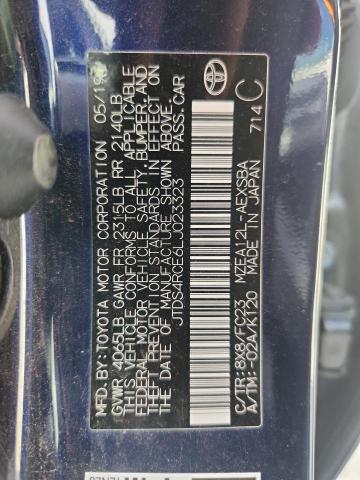 MFD.BY:TOYOTA MOTOR CORPORATION 05/19
GVWR 4065LB GAWR FR 2315LB RR 2140LB
THIS VEHICLE CONFORMS TO ALL APPLICABLE
FEDERAL MOTOR VEHICLE SAFETY, BUMPER, AND
THEFT PREVENTION STANDARDS IN EFFECT ON
THE DATE OF MANUFACTURE SHOWN ABOVE.
JTDS4RCE6LJ023323 PASS.CAR
C/TR:8X8/FC23 MZEA12L-AEXSBA
A/TM:-02A/K120 MADE IN JAPAN
714 C
TOYOTA